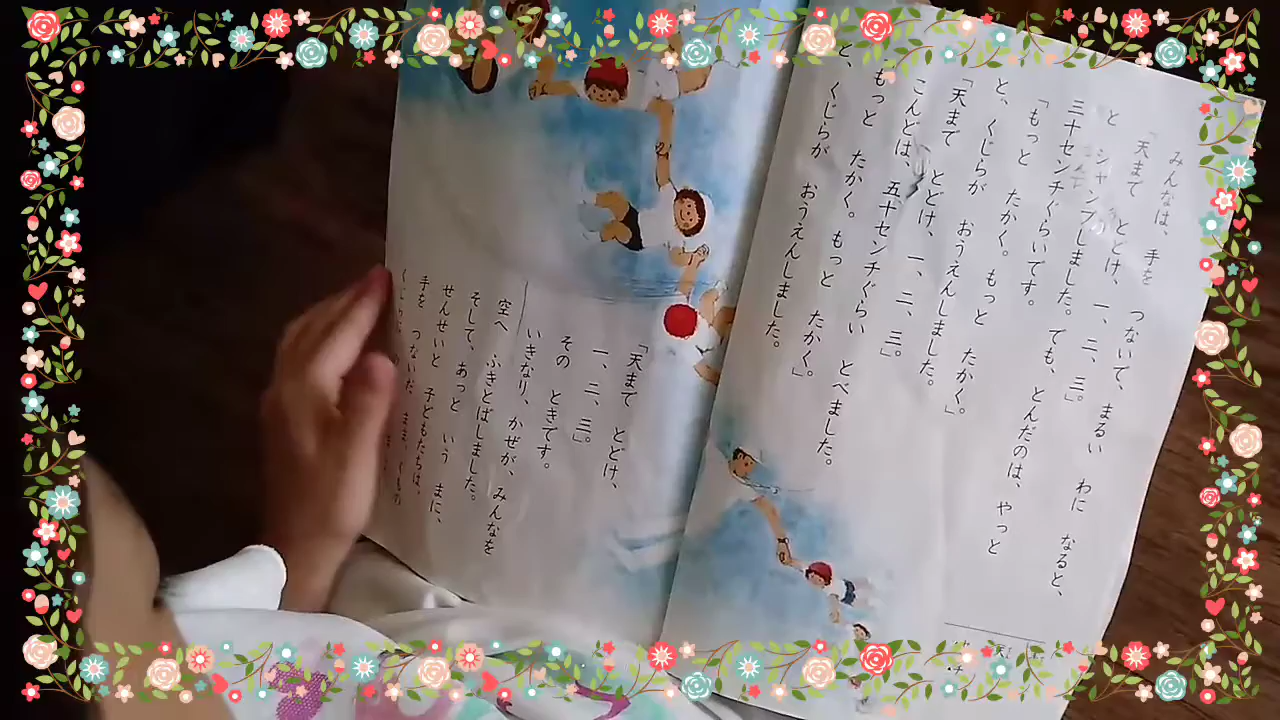 みんなは、手を つないで、まるい わに なると、
「天まで とどけ、一、二、三。」
と ジャンプしました。でも、とんだのは、やっと
三十センチぐらいです。
「もっと たかく。もっと たかく。」
と、くじらが おうえんしました。
「天まで とどけ、一、二、三。」
こんどは、五十センチぐらい とべました。
「もっと たかく。もっと たかく。」
と、くじらが おうえんしました。
「天まで とどけ、
一、二、三。」
その ときです。
いきなり、かぜが、みんなを
空へ ふきとばしました。
そして、あっと いう まに、
せんせいと 子どもたちは、
手を つないだ まま、くもの